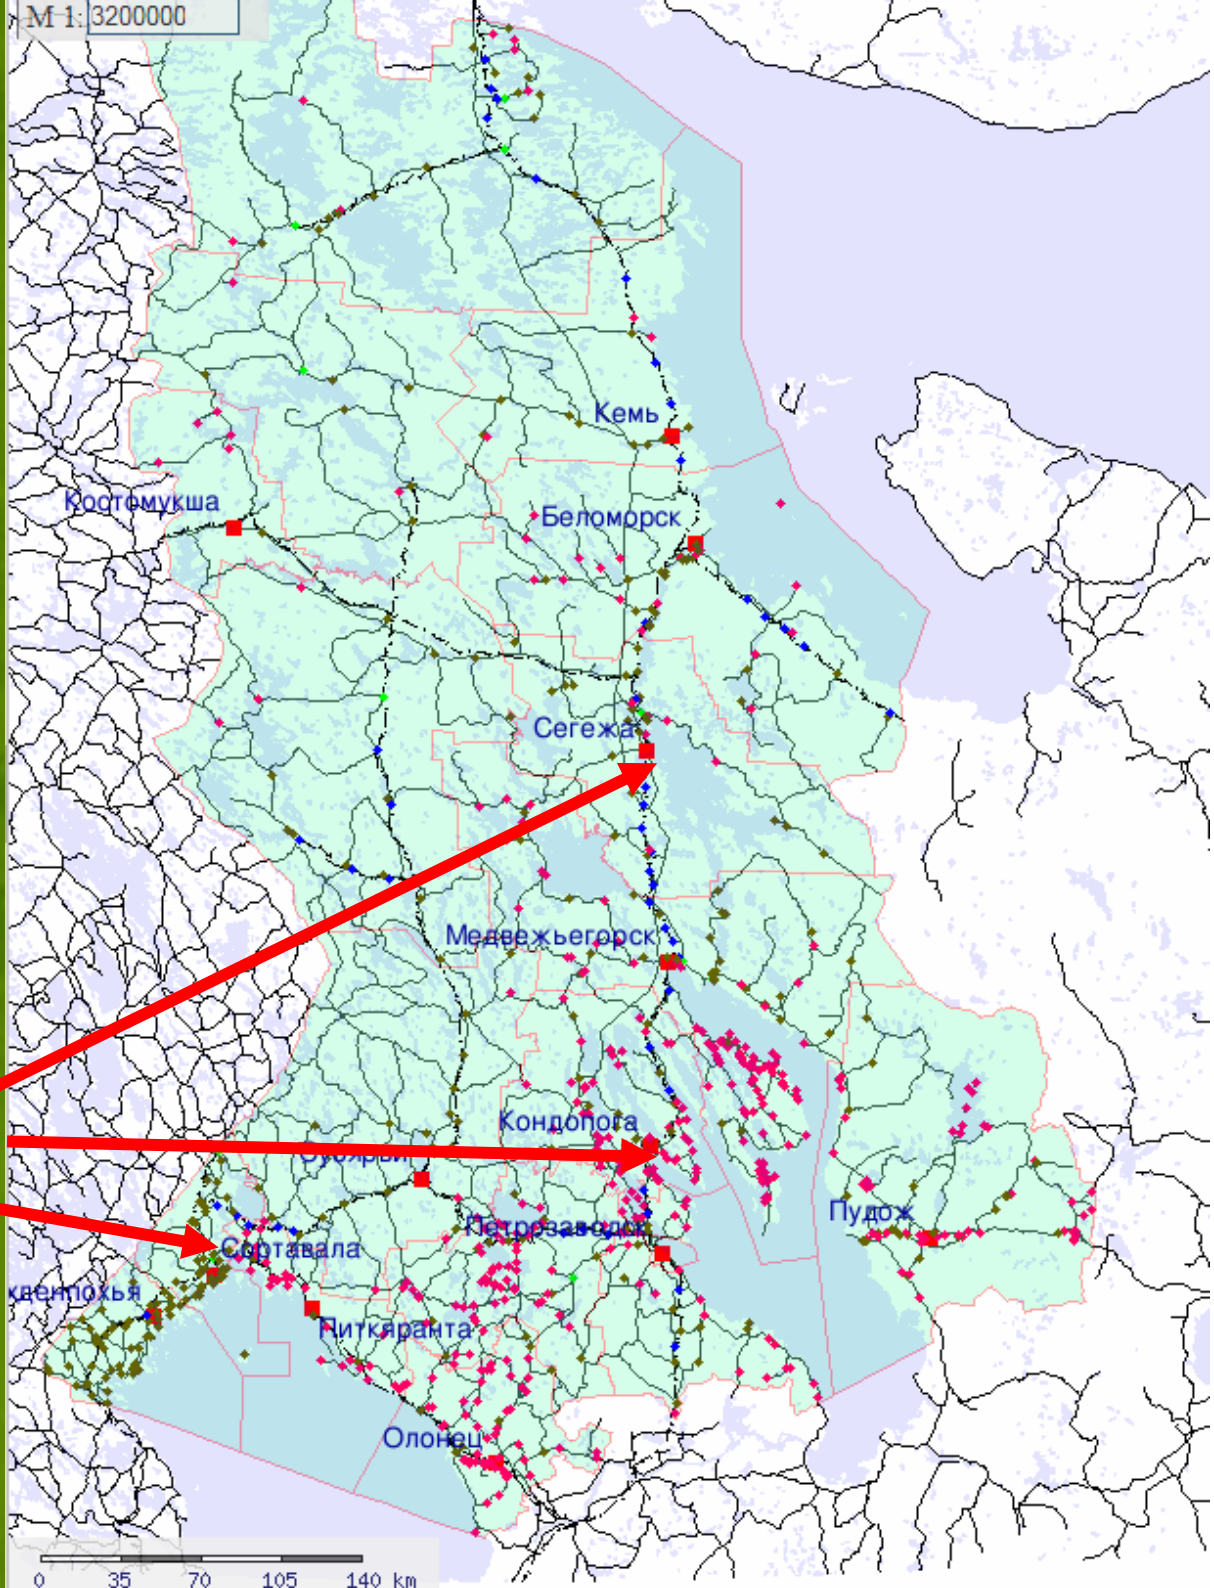 М 1: 3200000
Кемь
Костомукша
Беломорск
Сегежа
Медвежьегорск
Кондопога
Пудож
Петрозаводск
Сортавала
жденпохья
Питкяранта
Олонец
0 35 70 105 140 km